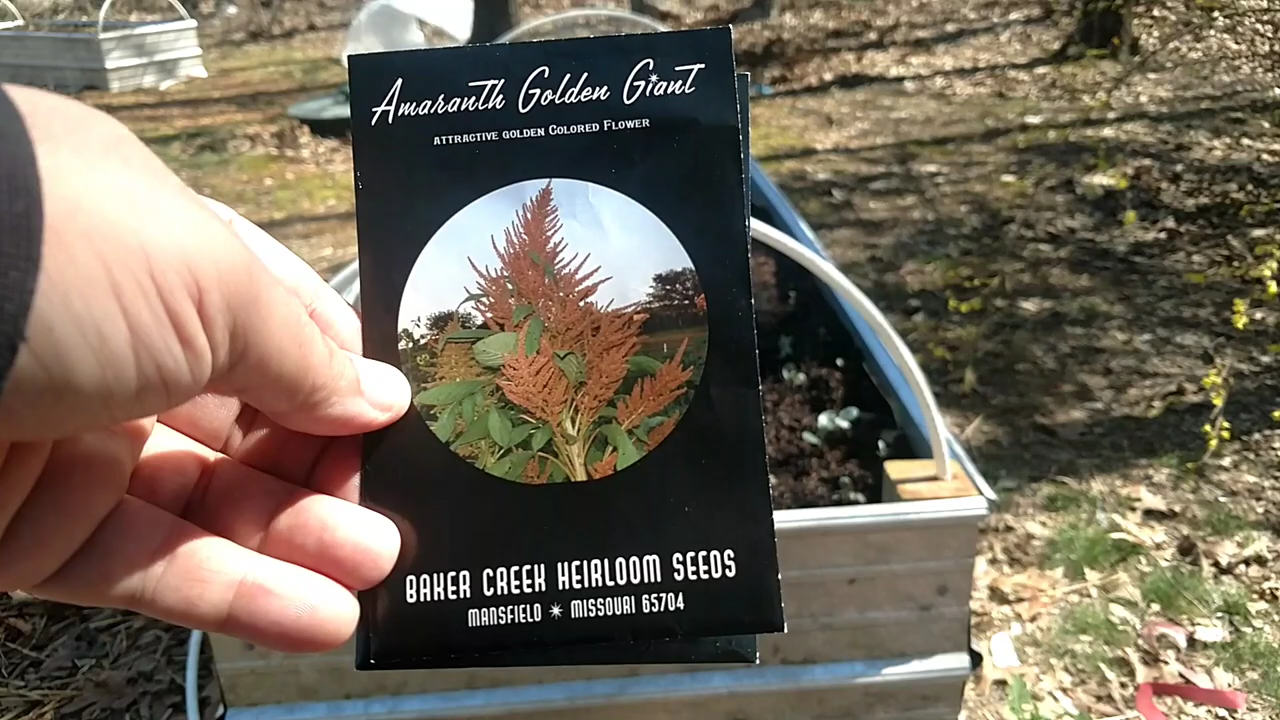 Amaranth Golden Giant
ATTRACTIVE GOLDEN COLORED FLOWER
BAKER CREEK HEIRLOOM SEEDS
MANSFIELD ✴ MISSOURI 65704